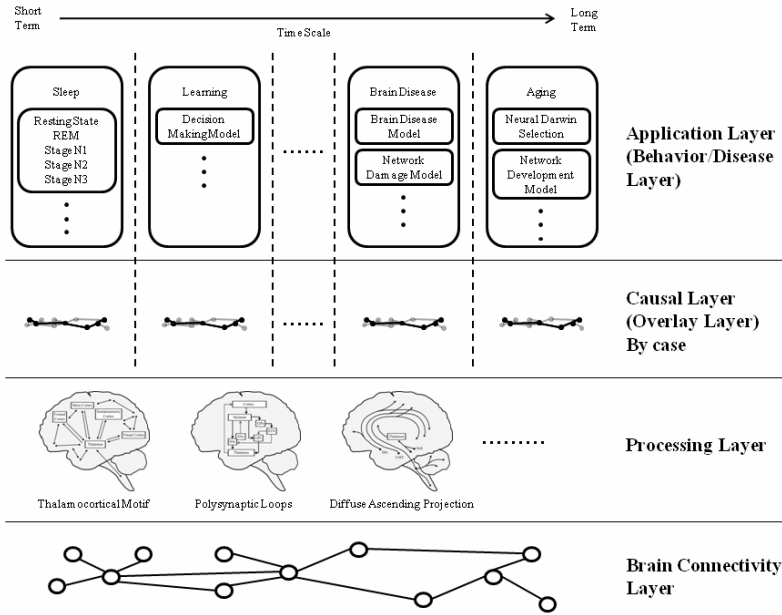 Short
Term
Time Scale
Long
Term
Sleep
Resting State
REM
Stage N1
Stage N2
Stage N3
Learning
Decision
Making Model
Brain Disease
Brain Disease
Model
Network
Damage Model
Aging
Neural Darwin
Selection
Network
Development
Model
Application Layer
(Behavior/Disease
Layer)
Causal Layer
(Overlay Layer)
By case
Thalamocortical Motif
Polysynaptic Loops
Diffuse Ascending Projection
Processing Layer
Brain Connectivity
Layer